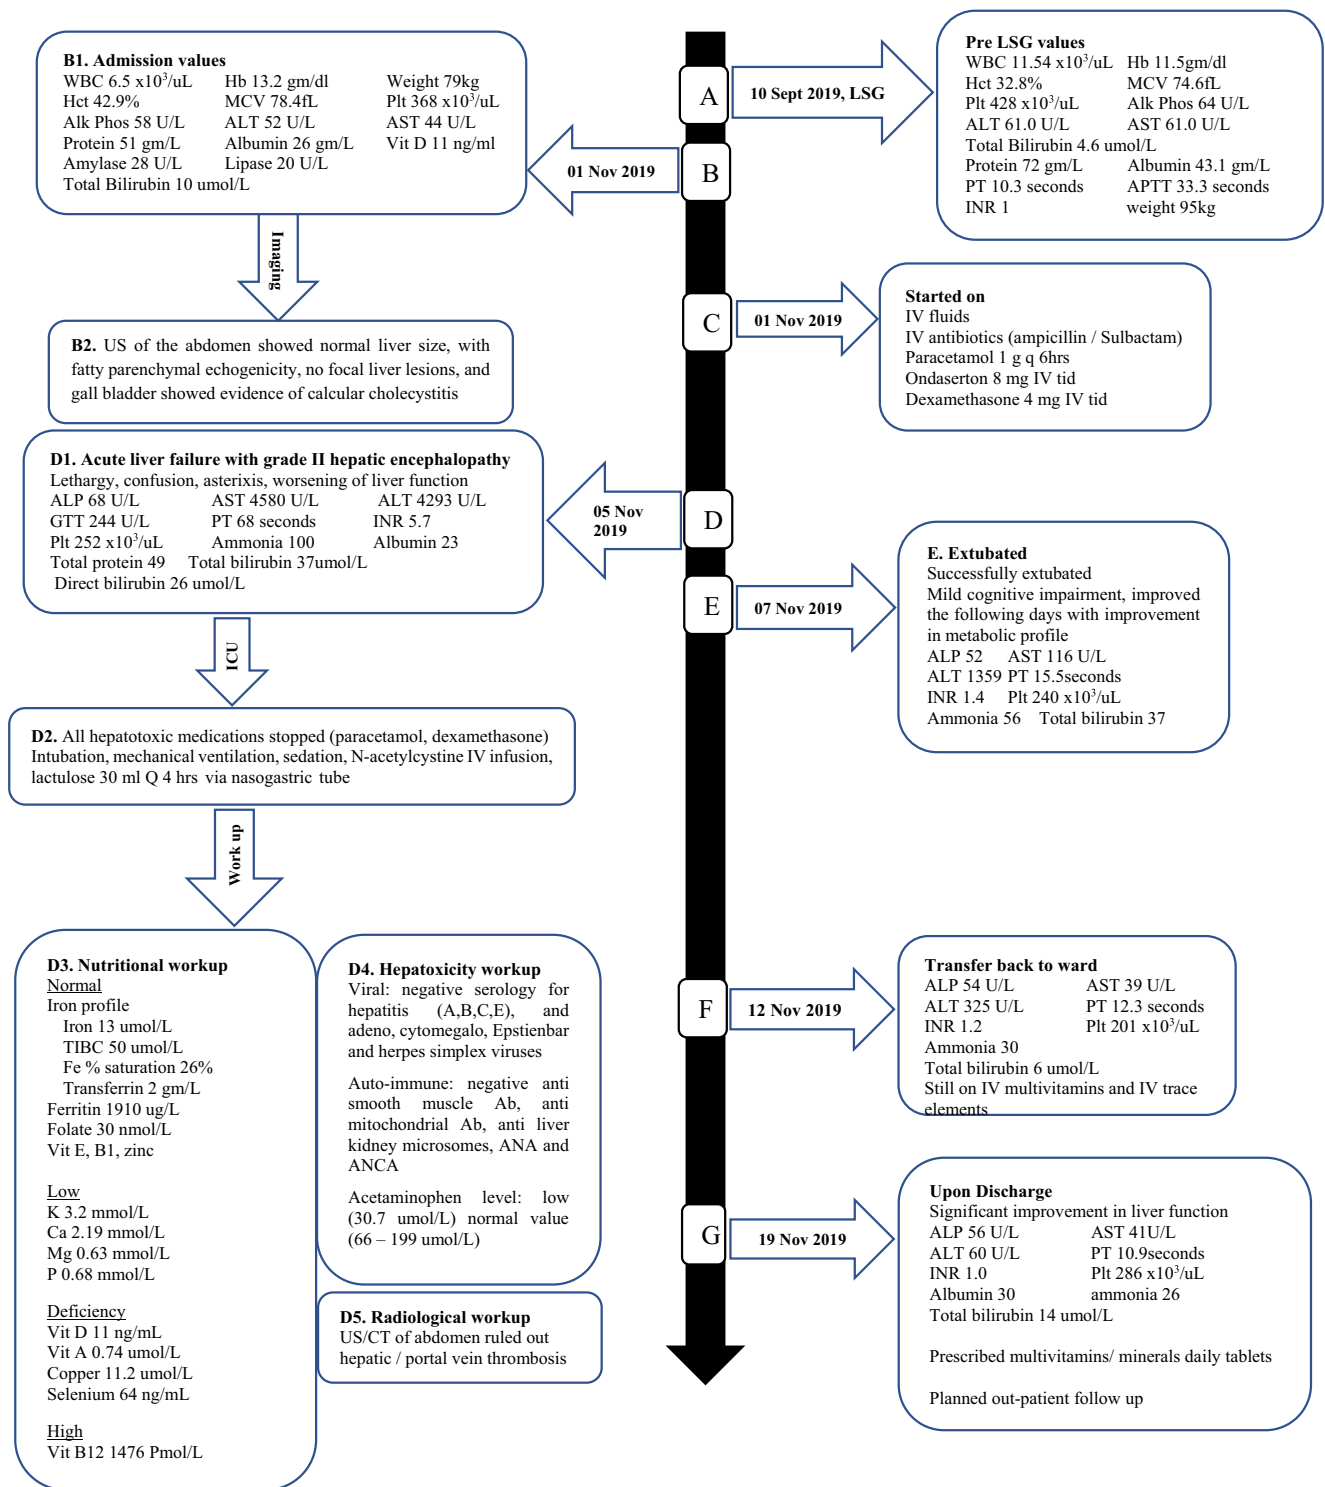 A
10 Sept 2019, LSG
Pre LSG values
WBC 11.54 x10³/uL Hb 11.5gm/dl
Hct 32.8% MCV 74.6fL
Plt 428 x10³/uL Alk Phos 64 U/L
ALT 61.0 U/L AST 61.0 U/L
Total Bilirubin 4.6 umol/L
Protein 72 gm/L Albumin 43.1 gm/L
PT 10.3 seconds APTT 33.3 seconds
INR 1 weight 95kg
B
01 Nov 2019
B1. Admission values
WBC 6.5 x10³/uL Hb 13.2 gm/dl Weight 79kg
Hct 42.9% MCV 78.4fL Plt 368 x10³/uL
Alk Phos 58 U/L ALT 52 U/L AST 44 U/L
Protein 51 gm/L Albumin 26 gm/L Vit D 11 ng/ml
Amylase 28 U/L Lipase 20 U/L
Total Bilirubin 10 umol/L
Imaging
B2. US of the abdomen showed normal liver size, with
fatty parenchymal echogenicity, no focal liver lesions, and
gall bladder showed evidence of calcular cholecystitis
C
01 Nov 2019
Started on
IV fluids
IV antibiotics (ampicillin / Sulbactam)
Paracetamol 1 g q 6hrs
Ondaserton 8 mg IV tid
Dexamethasone 4 mg IV tid
D
05 Nov
2019
D1. Acute liver failure with grade II hepatic encephalopathy
Lethargy, confusion, asterixis, worsening of liver function
ALP 68 U/L AST 4580 U/L ALT 4293 U/L
GTT 244 U/L PT 68 seconds INR 5.7
Plt 252 x10³/uL Ammonia 100 Albumin 23
Total protein 49 Total bilirubin 37umol/L
Direct bilirubin 26 umol/L
ICU
D2. All hepatotoxic medications stopped (paracetamol, dexamethasone)
Intubation, mechanical ventilation, sedation, N-acetylcystine IV infusion,
lactulose 30 ml Q 4 hrs via nasogastric tube
Work up
D3. Nutritional workup
Normal
Iron profile
Iron 13 umol/L
TIBC 50 umol/L
Fe % saturation 26%
Transferrin 2 gm/L
Ferritin 1910 ug/L
Folate 30 nmol/L
Vit E, B1, zinc
Low
K 3.2 mmol/L
Ca 2.19 mmol/L
Mg 0.63 mmol/L
P 0.68 mmol/L
Deficiency
Vit D 11 ng/mL
Vit A 0.74 umol/L
Copper 11.2 umol/L
Selenium 64 ng/mL
High
Vit B12 1476 Pmol/L
D4. Hepatoxicity workup
Viral: negative serology for
hepatitis (A,B,C,E), and
adeno, cytomegalo, Epstienbar
and herpes simplex viruses
Auto-immune: negative anti
smooth muscle Ab, anti
mitochondrial Ab, anti liver
kidney microsomes, ANA and
ANCA
Acetaminophen level: low
(30.7 umol/L) normal value
(66 – 199 umol/L)
D5. Radiological workup
US/CT of abdomen ruled out
hepatic / portal vein thrombosis
E
07 Nov 2019
E. Extubated
Successfully extubated
Mild cognitive impairment, improved
the following days with improvement
in metabolic profile
ALP 52 AST 116 U/L
ALT 1359 PT 15.5seconds
INR 1.4 Plt 240 x10³/uL
Ammonia 56 Total bilirubin 37
F
12 Nov 2019
Transfer back to ward
ALP 54 U/L AST 39 U/L
ALT 325 U/L PT 12.3 seconds
INR 1.2 Plt 201 x10³/uL
Ammonia 30
Total bilirubin 6 umol/L
Still on IV multivitamins and IV trace
elements
G
19 Nov 2019
Upon Discharge
Significant improvement in liver function
ALP 56 U/L AST 41U/L
ALT 60 U/L PT 10.9seconds
INR 1.0 Plt 286 x10³/uL
Albumin 30 ammonia 26
Total bilirubin 14 umol/L
Prescribed multivitamins/ minerals daily tablets
Planned out-patient follow up